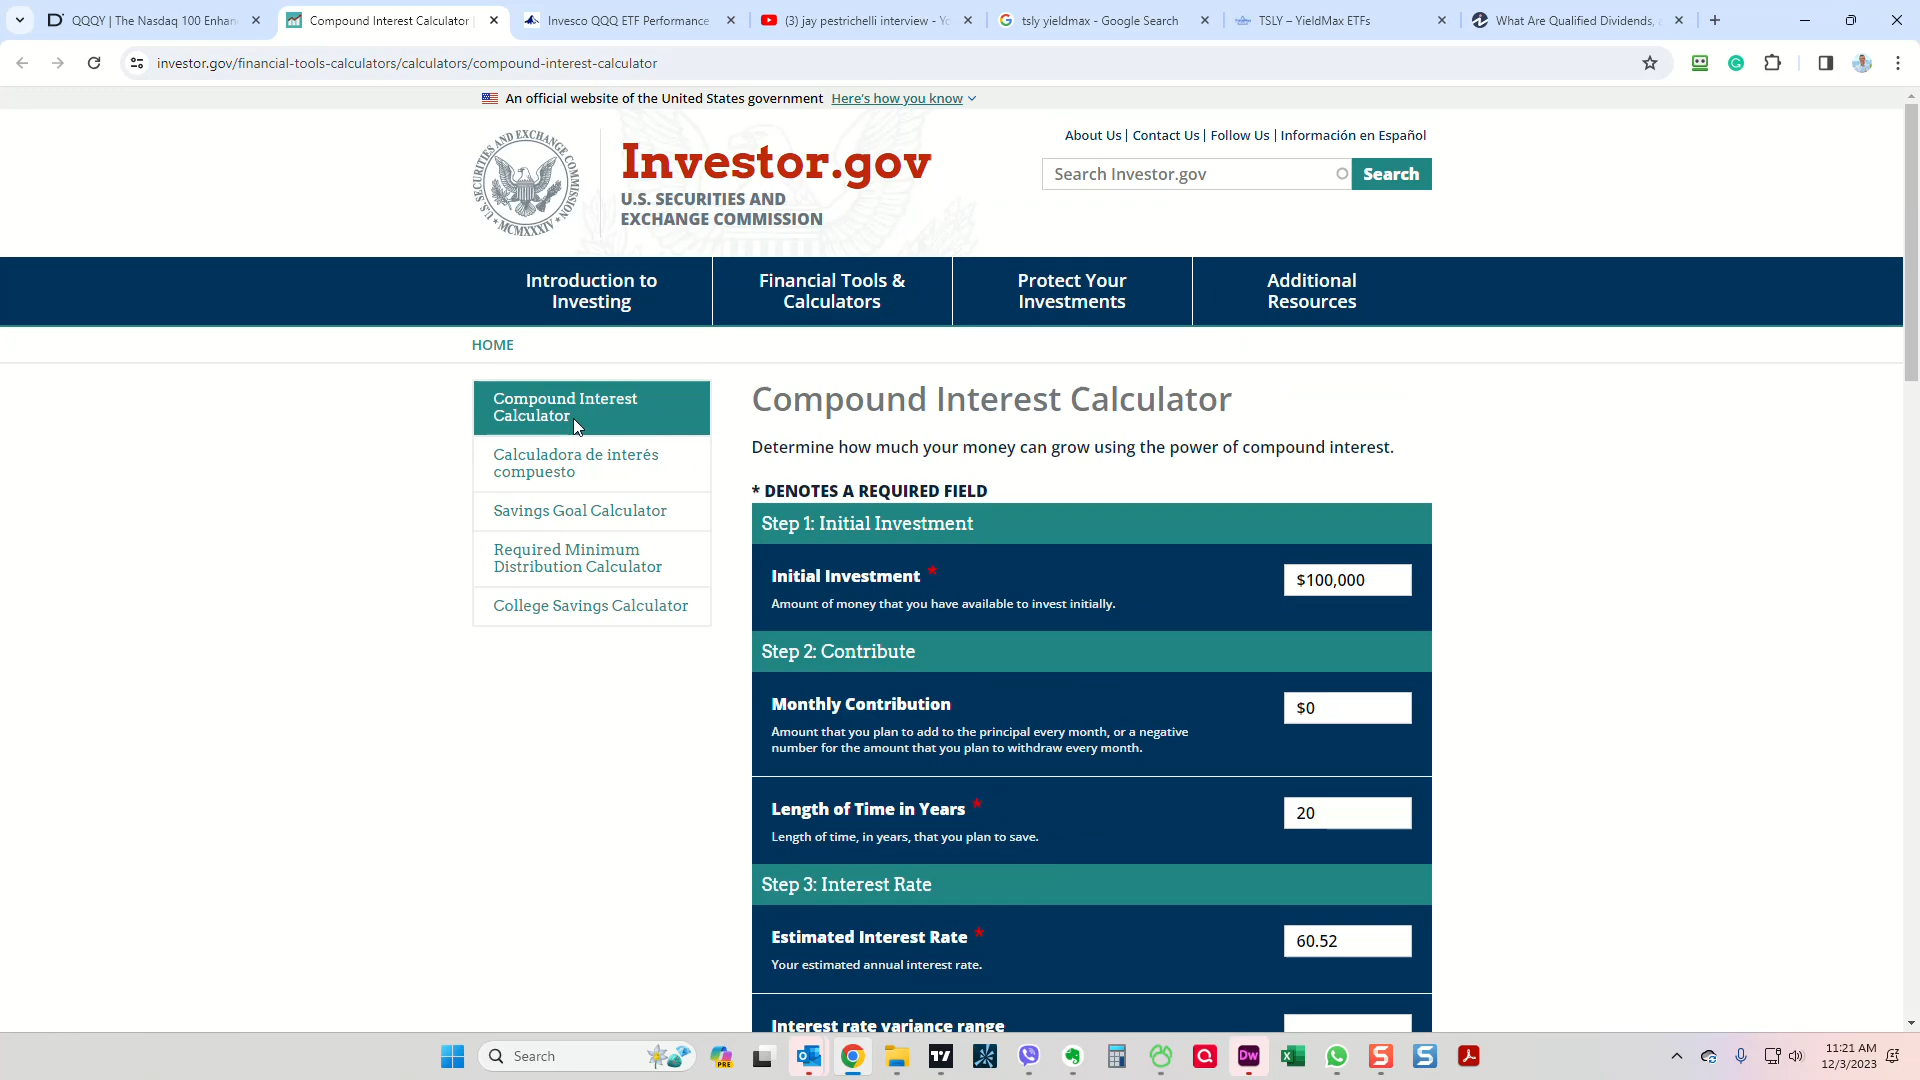 QQQY | The Nasdaq 100 Enhan
Compound Interest Calculator
Invesco QQQ ETF Performance
(3) jay pestrichelli interview - Yo
tsly yieldmax - Google Search
TSLY – YieldMax ETFs
What Are Qualified Dividends,
investor.gov/financial-tools-calculators/calculators/compound-interest-calculator
An official website of the United States government Here's how you know
SECURITIES AND EXCHANGE COMMISSION
MCMXXXIV
Investor.gov
U.S. SECURITIES AND
EXCHANGE COMMISSION
About Us | Contact Us | Follow Us | Información en Español
Search Investor.gov
Search
Introduction to
Investing
Financial Tools &
Calculators
Protect Your
Investments
Additional
Resources
HOME
Compound Interest
Calculator
Calculadora de interés
compuesto
Savings Goal Calculator
Required Minimum
Distribution Calculator
College Savings Calculator
Compound Interest Calculator
Determine how much your money can grow using the power of compound interest.
* DENOTES A REQUIRED FIELD
Step 1: Initial Investment
Initial Investment *
$100,000
Amount of money that you have available to invest initially.
Step 2: Contribute
Monthly Contribution
$0
Amount that you plan to add to the principal every month, or a negative
number for the amount that you plan to withdraw every month.
Length of Time in Years *
20
Length of time, in years, that you plan to save.
Step 3: Interest Rate
Estimated Interest Rate *
60.52
Your estimated annual interest rate.
Interest rate variance range
Search
PRE
Dw
11:21 AM
12/3/2023